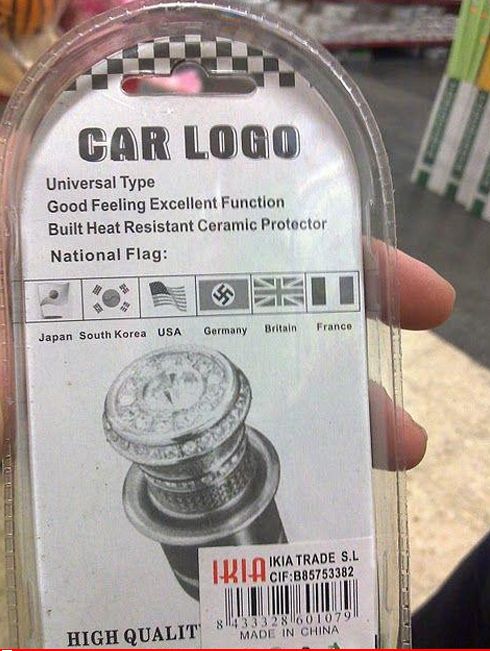 CAR LOGO
Universal Type
Good Feeling Excellent Function
Built Heat Resistant Ceramic Protector
National Flag:
Japan South Korea USA Germany Britain France
IKIA IKIA TRADE S.L
CIF:B85753382
8 433328 601079
MADE IN CHINA
HIGH QUALIT